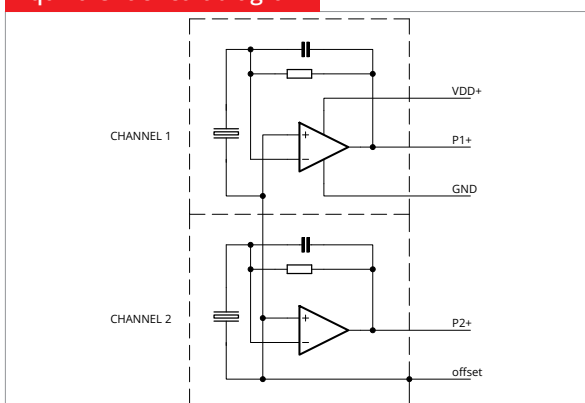 CHANNEL 1
VDD+
P1+
GND
CHANNEL 2
P2+
offset